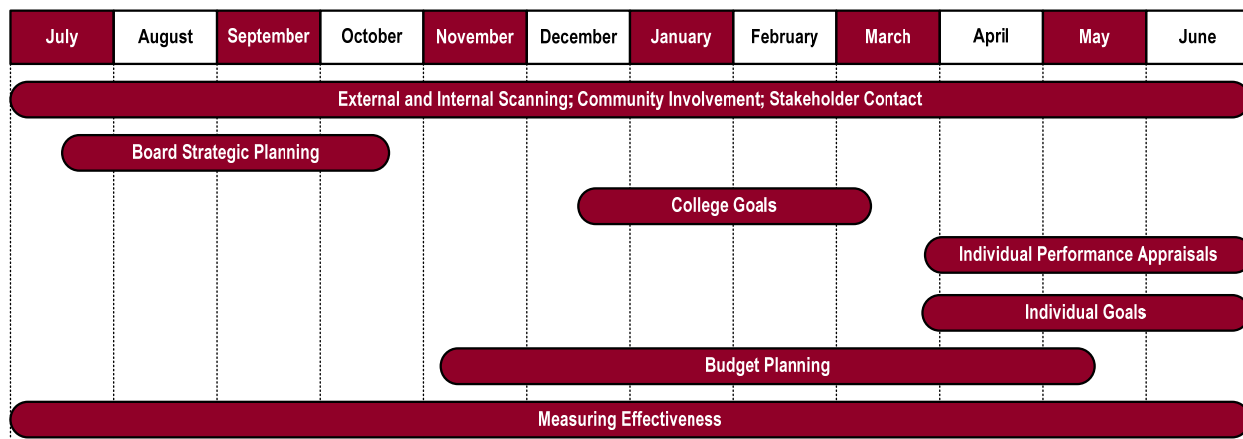 July August September October November December January February March April May June
External and Internal Scanning; Community Involvement; Stakeholder Contact
Board Strategic Planning
College Goals
Individual Performance Appraisals
Individual Goals
Budget Planning
Measuring Effectiveness